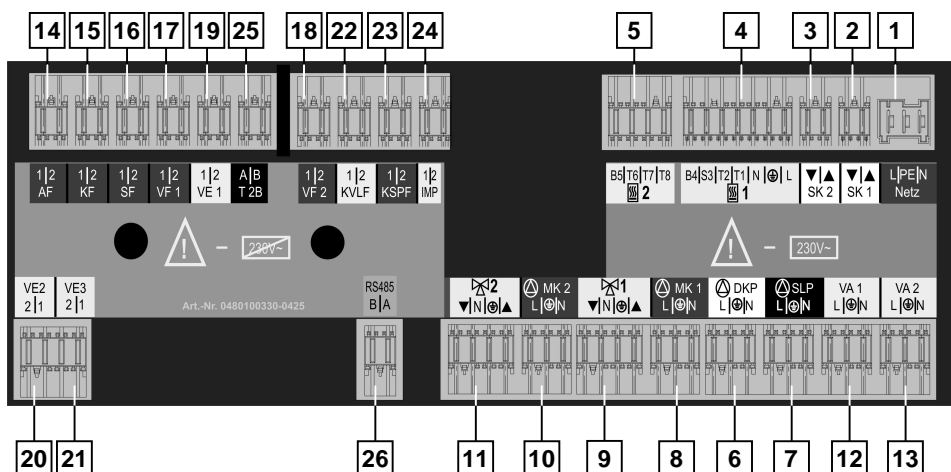 14 15 16 17 19 25 18 22 23 24 5 4 3 2 1
1|2 1|2 1|2 1|2 1|2 A|B 1|2 1|2 1|2 1|2 B5|T6|T7|T8 B4|S3|T2|T1|N|⏚|L ▼|▲ ▼|▲ L|PE|N
AF KF SF VF 1 VE 1 T 2B VF 2 KVLF KSPF IMP 2 1 SK 2 SK 1 Netz
! – 230V~ ! – 230V~
VE2 VE3 RS485 2 MK 2 1 MK 1 DKP SLP VA 1 VA 2
2|1 2|1 B|A ▼|N|⏚|▲ L|⏚|N ▼|N|⏚|▲ L|⏚|N L|⏚|N L|⏚|N L|⏚|N L|⏚|N
Art.-Nr. 0480100330-0425
20 21 26 11 10 9 8 6 7 12 13